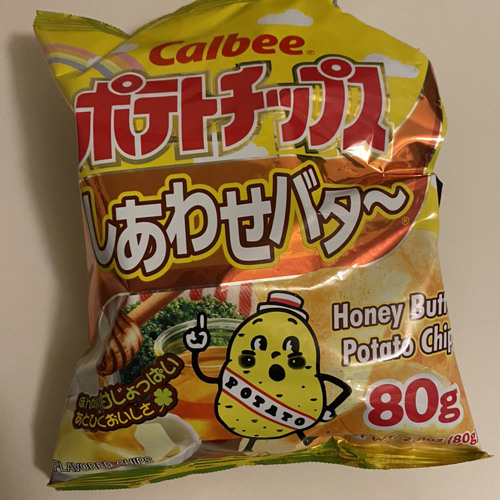 Calbee®
ポテトチップス
しあわせバタ〜®
Honey Butt
Potato Chip
ほんのり甘じょっぱい
あとひくおいしさ
POTATO
80g
(80g)
FLAVORED CHIPS